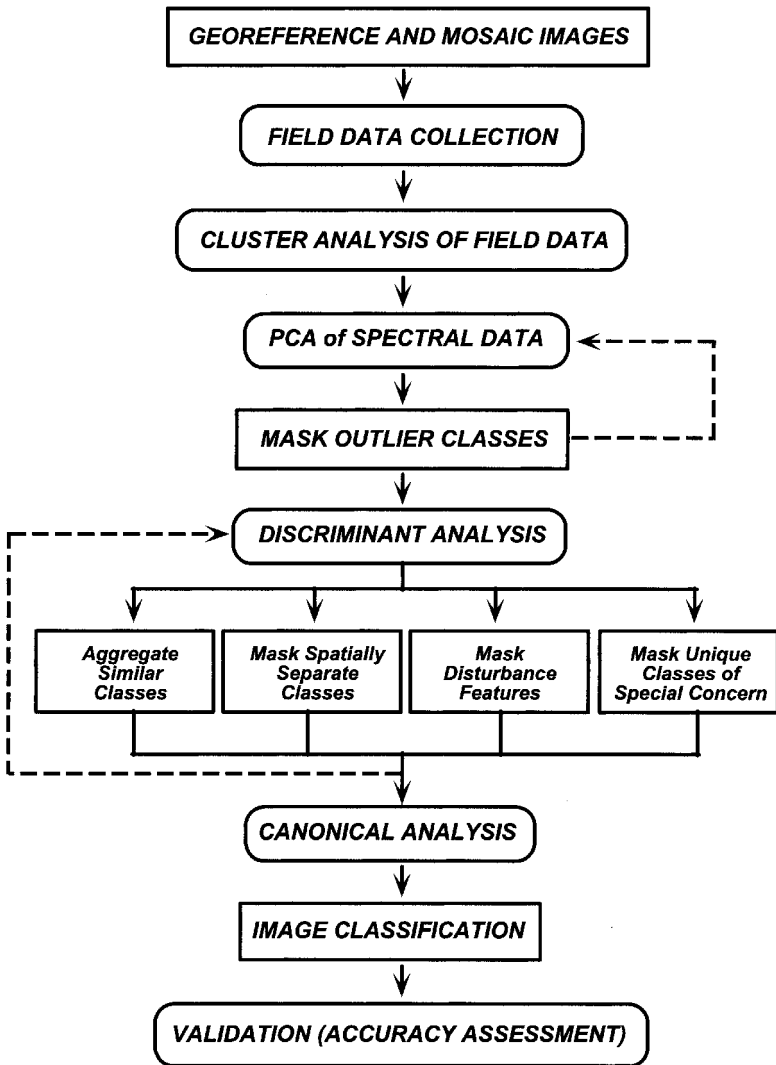 GEOREFERENCE AND MOSAIC IMAGES
FIELD DATA COLLECTION
CLUSTER ANALYSIS OF FIELD DATA
PCA of SPECTRAL DATA
MASK OUTLIER CLASSES
DISCRIMINANT ANALYSIS
Aggregate
Similar
Classes
Mask Spatially
Separate
Classes
Mask
Disturbance
Features
Mask Unique
Classes of
Special Concern
CANONICAL ANALYSIS
IMAGE CLASSIFICATION
VALIDATION (ACCURACY ASSESSMENT)